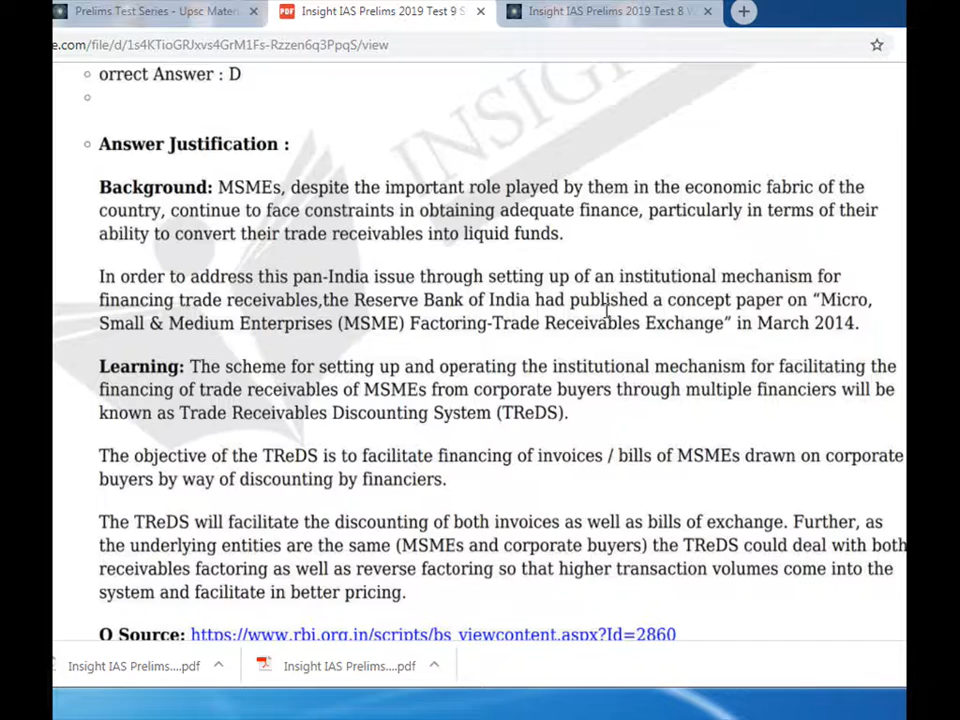 Prelims Test Series - Upsc Mater
Insight IAS Prelims 2019 Test 9 S
Insight IAS Prelims 2019 Test 8
e.com/file/d/1s4KTioGRJxvs4GrM1Fs-Rzzen6q3PpqS/view
orrect Answer : D
Answer Justification :
Background: MSMEs, despite the important role played by them in the economic fabric of the
country, continue to face constraints in obtaining adequate finance, particularly in terms of their
ability to convert their trade receivables into liquid funds.
In order to address this pan-India issue through setting up of an institutional mechanism for
financing trade receivables,the Reserve Bank of India had published a concept paper on “Micro,
Small & Medium Enterprises (MSME) Factoring-Trade Receivables Exchange” in March 2014.
Learning: The scheme for setting up and operating the institutional mechanism for facilitating the
financing of trade receivables of MSMEs from corporate buyers through multiple financiers will be
known as Trade Receivables Discounting System (TReDS).
The objective of the TReDS is to facilitate financing of invoices / bills of MSMEs drawn on corporate
buyers by way of discounting by financiers.
The TReDS will facilitate the discounting of both invoices as well as bills of exchange. Further, as
the underlying entities are the same (MSMEs and corporate buyers) the TReDS could deal with both
receivables factoring as well as reverse factoring so that higher transaction volumes come into the
system and facilitate in better pricing.
Q Source: https://www.rbi.org.in/scripts/bs_viewcontent.aspx?Id=2860
Insight IAS Prelims....pdf
PDF
Insight IAS Prelims....pdf
INSIGH